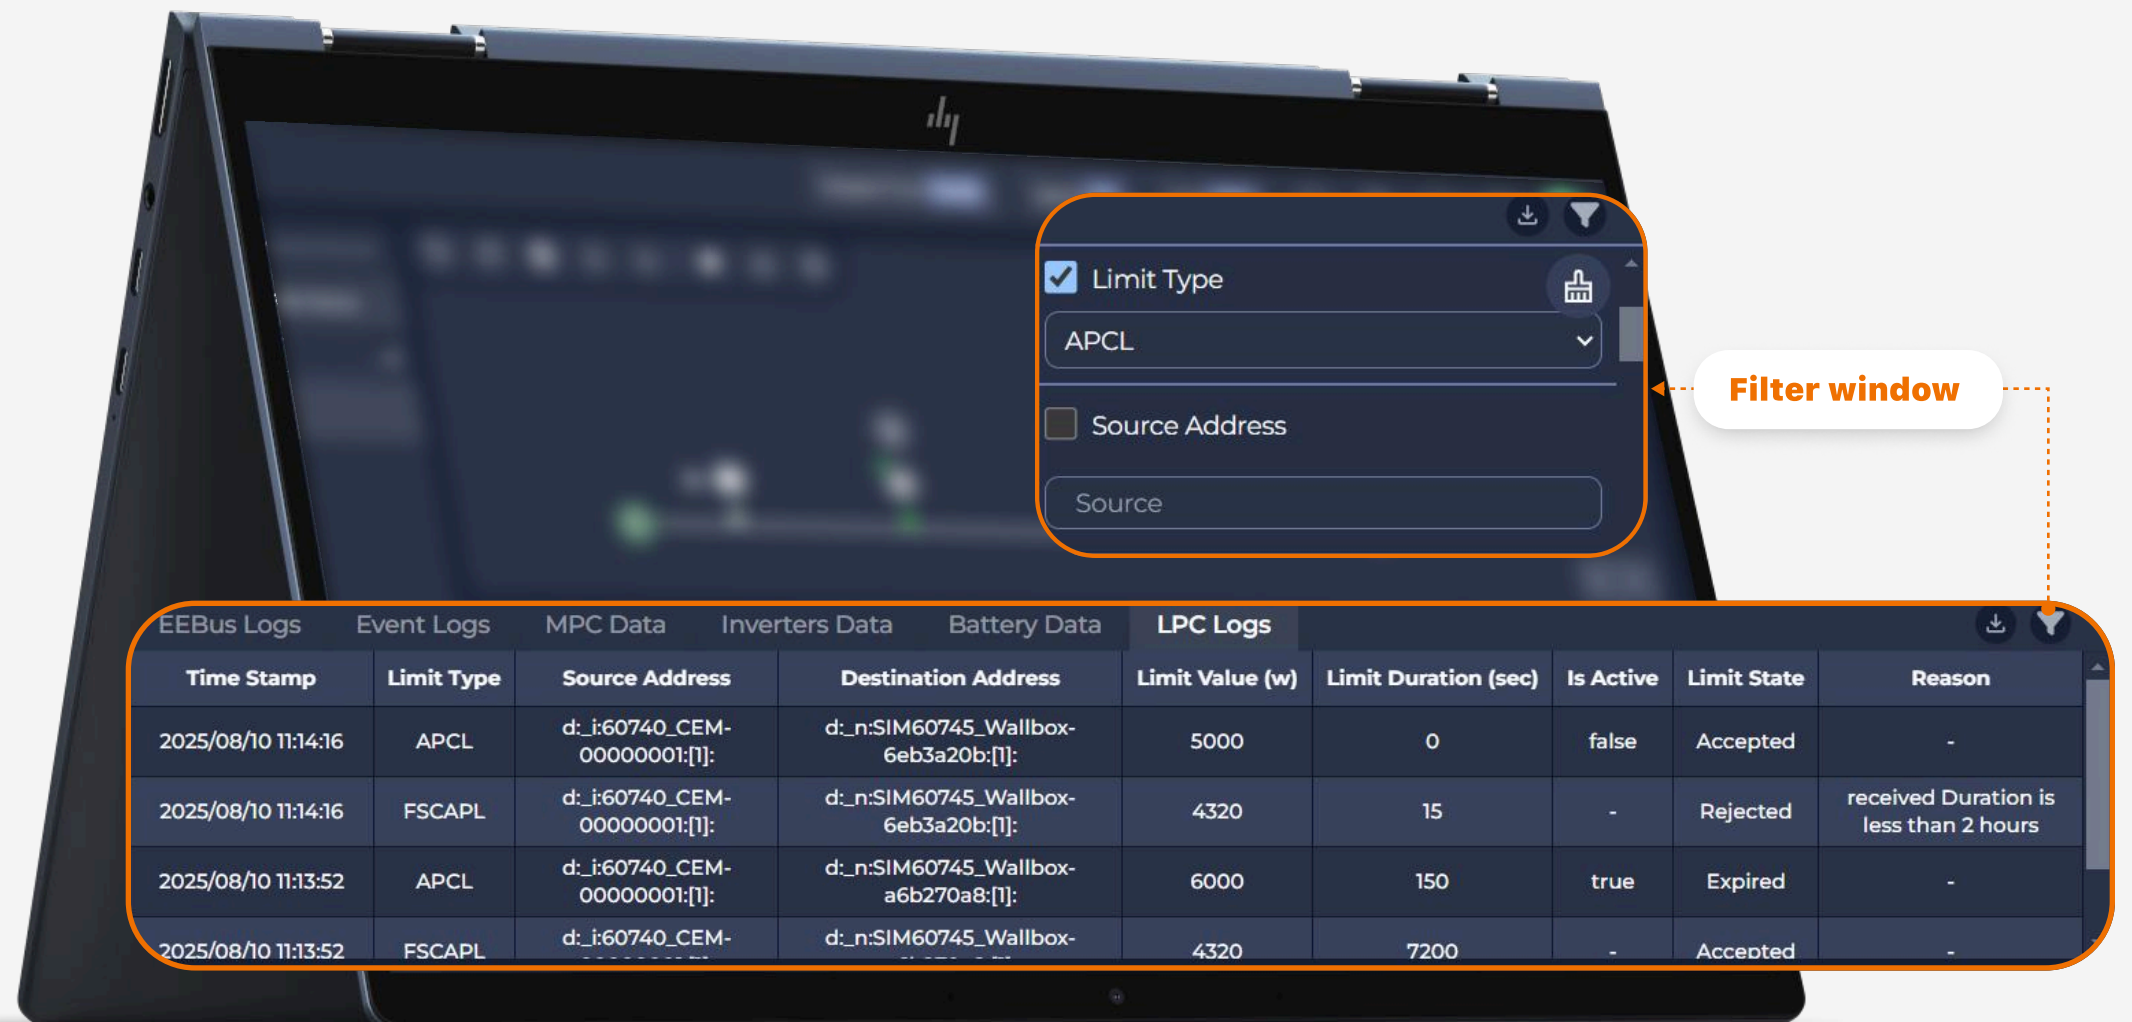 hp
Limit Type
APCL
Source Address
Source
Filter window
EEBus Logs Event Logs MPC Data Inverters Data Battery Data LPC Logs
Time Stamp Limit Type Source Address Destination Address Limit Value (w) Limit Duration (sec) Is Active Limit State Reason
2025/08/10 11:14:16 APCL d:_i:60740_CEM-00000001:[1]: d:_n:SIM60745_Wallbox-6eb3a20b:[1]: 5000 0 false Accepted -
2025/08/10 11:14:16 FSCAPL d:_i:60740_CEM-00000001:[1]: d:_n:SIM60745_Wallbox-6eb3a20b:[1]: 4320 15 - Rejected received Duration is less than 2 hours
2025/08/10 11:13:52 APCL d:_i:60740_CEM-00000001:[1]: d:_n:SIM60745_Wallbox-a6b270a8:[1]: 6000 150 true Expired -
2025/08/10 11:13:52 FSCAPL d:_i:60740_CEM- d:_n:SIM60745_Wallbox- 4320 7200 - Accepted -